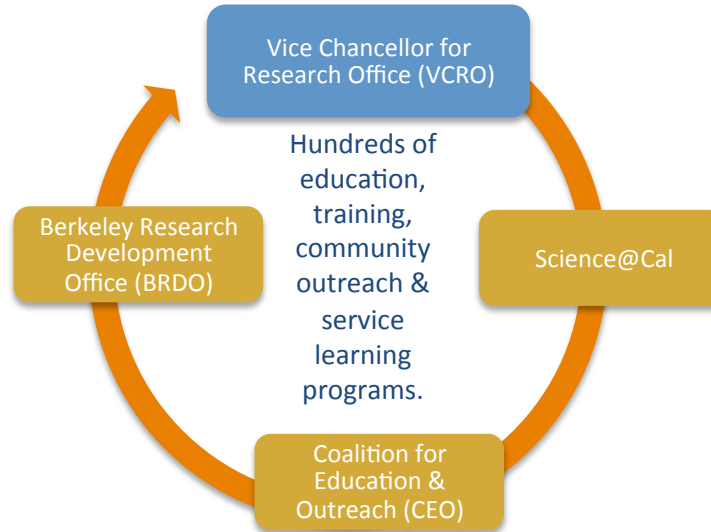 Vice Chancellor for
Research Office (VCRO)
Hundreds of
education,
training,
community
outreach &
service
learning
programs.
Berkeley Research
Development
Office (BRDO)
Science@Cal
Coalition for
Education &
Outreach (CEO)